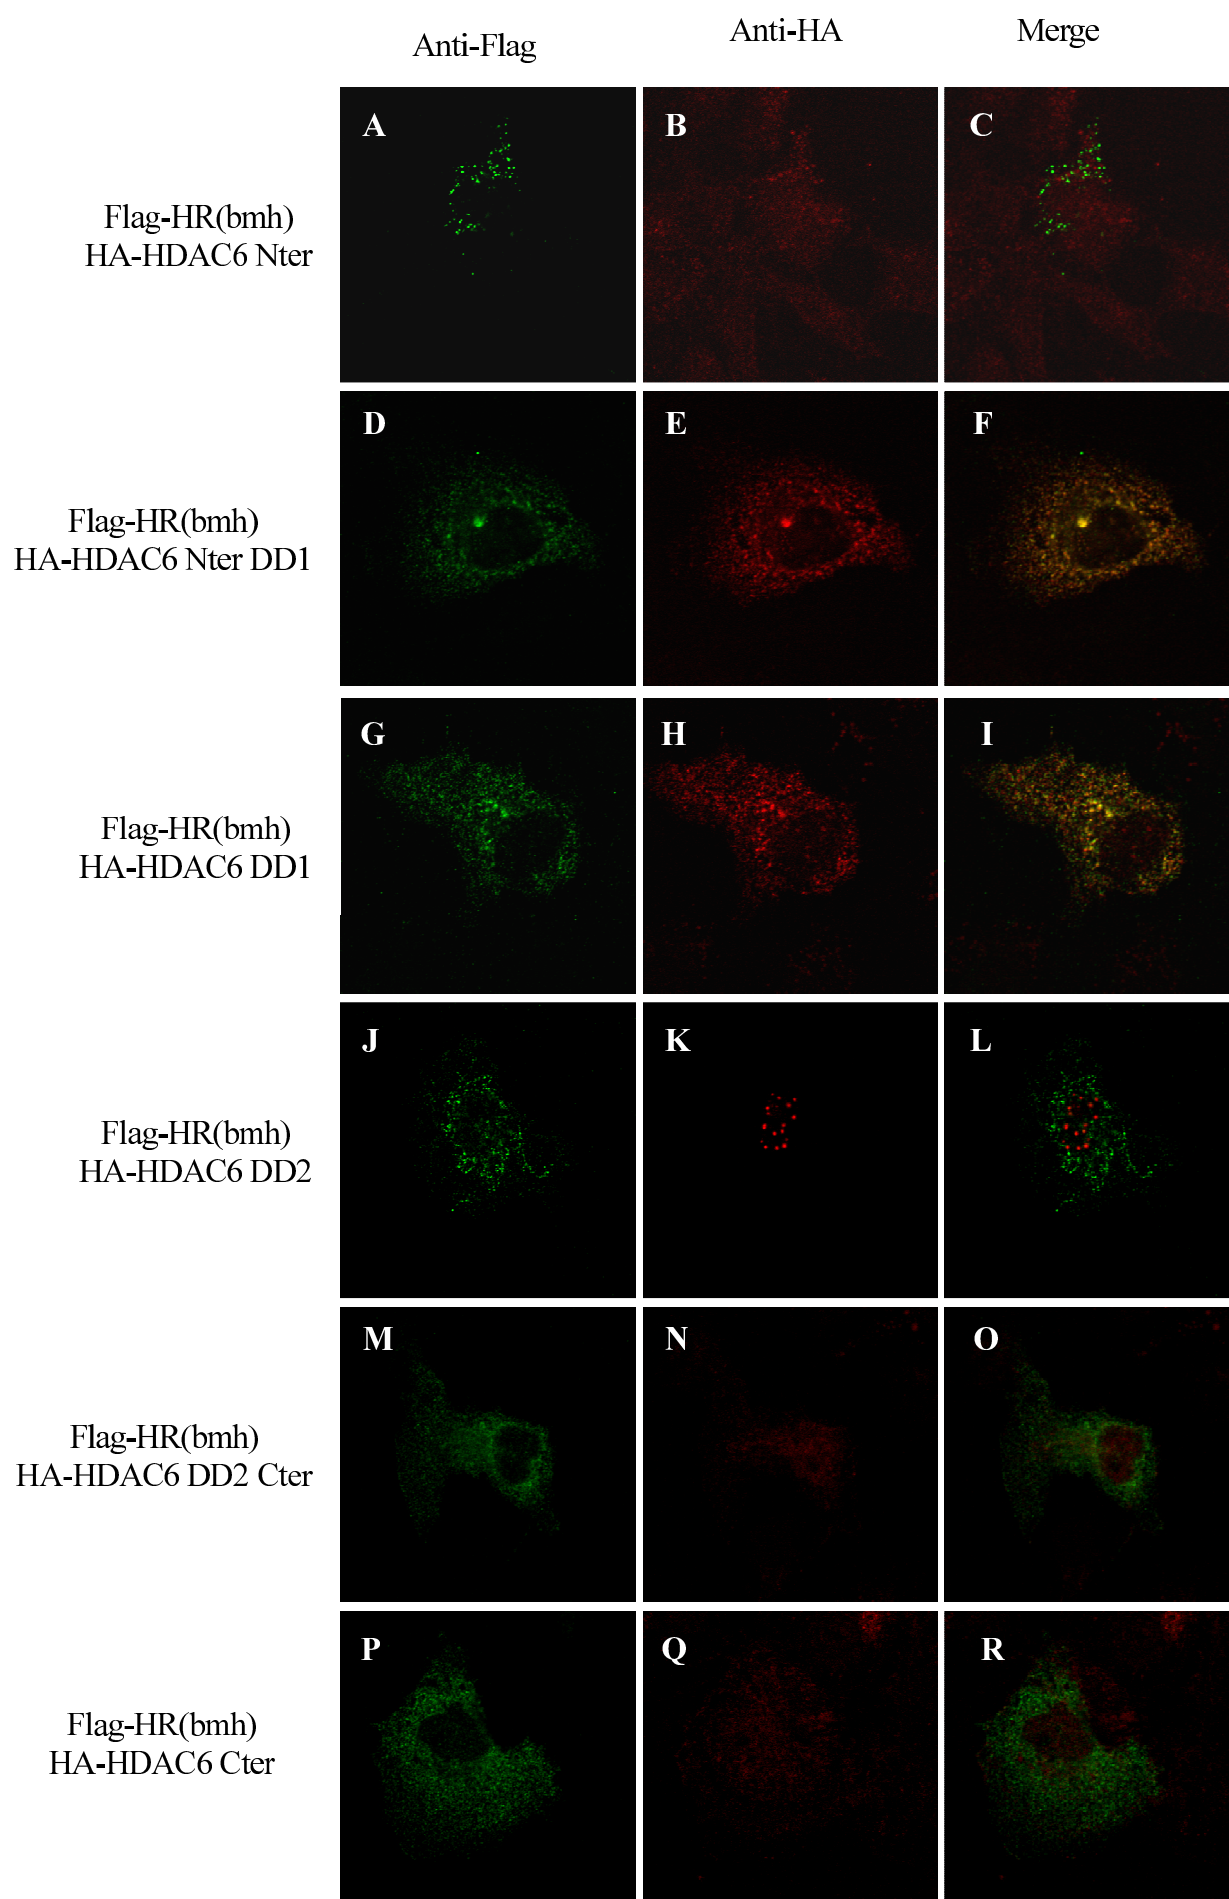 Anti-Flag Anti-HA Merge
A B C
Flag-HR(bmh)
HA-HDAC6 Nter
D E F
Flag-HR(bmh)
HA-HDAC6 Nter DD1
G H I
Flag-HR(bmh)
HA-HDAC6 DD1
J K L
Flag-HR(bmh)
HA-HDAC6 DD2
M N O
Flag-HR(bmh)
HA-HDAC6 DD2 Cter
P Q R
Flag-HR(bmh)
HA-HDAC6 Cter